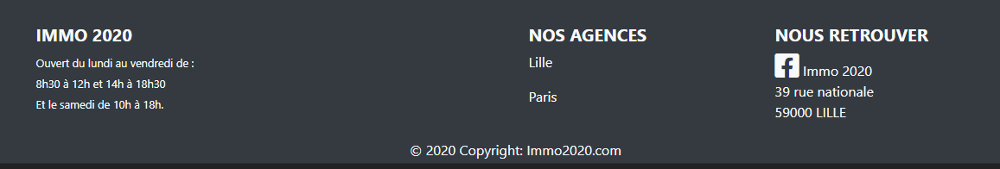 IMMO 2020
Ouvert du lundi au vendredi de :
8h30 à 12h et 14h à 18h30
Et le samedi de 10h à 18h.
NOS AGENCES
Lille
Paris
NOUS RETROUVER
Immo 2020
39 rue nationale
59000 LILLE
© 2020 Copyright: Immo2020.com